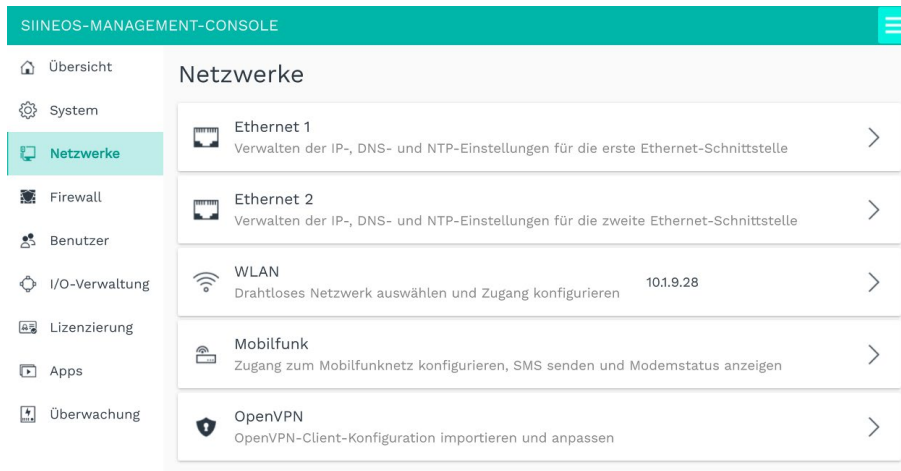 SIINEOS-MANAGEMENT-CONSOLE
Übersicht
System
Netzwerke
Firewall
Benutzer
I/O-Verwaltung
Lizenzierung
Apps
Überwachung
Netzwerke
Ethernet 1
Verwalten der IP-, DNS- und NTP-Einstellungen für die erste Ethernet-Schnittstelle
Ethernet 2
Verwalten der IP-, DNS- und NTP-Einstellungen für die zweite Ethernet-Schnittstelle
WLAN
Drahtloses Netzwerk auswählen und Zugang konfigurieren 10.1.9.28
Mobilfunk
Zugang zum Mobilfunknetz konfigurieren, SMS senden und Modemstatus anzeigen
OpenVPN
OpenVPN-Client-Konfiguration importieren und anpassen